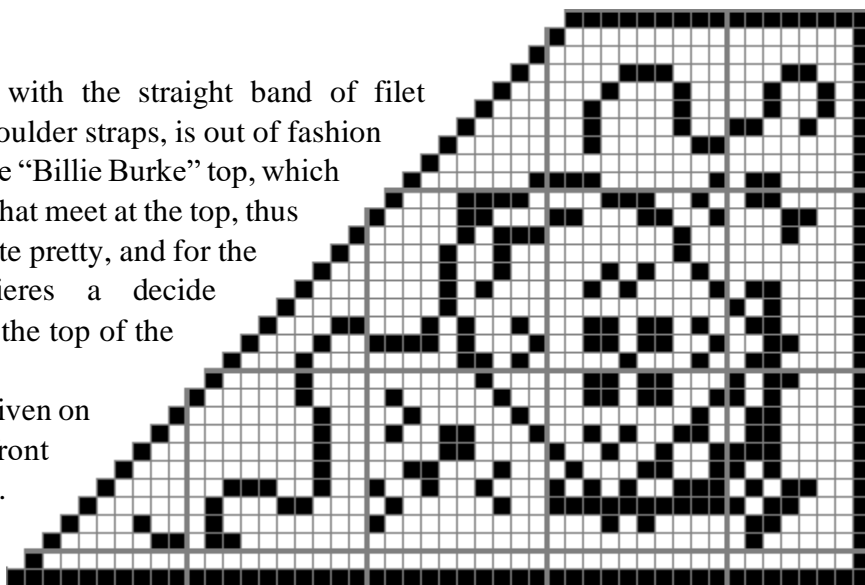 with the straight band of filet
oulder straps, is out of fashion
e “Billie Burke” top, which
hat meet at the top, thus
te pretty, and for the
ieres a decide
the top of the
iven on
ront
.